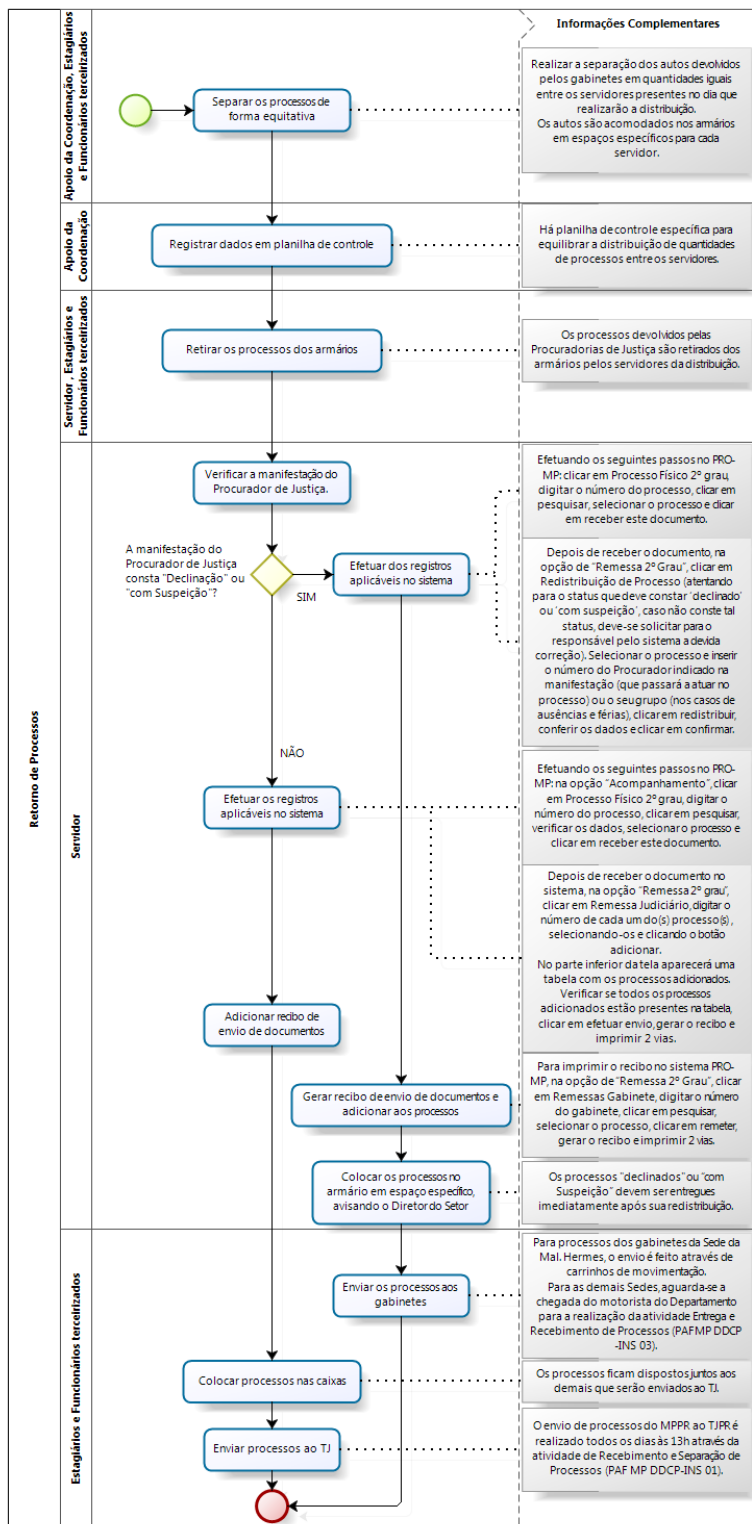 Informações Complementares
Retorno de Processos
Apoio da Coordenação, Estagiários
e Funcionários terceirizados
Separar os processos de
forma equitativa
Realizar a separação dos autos devolvidos
pelos gabinetes em quantidades iguais
entre os servidores presentes no dia que
realizarão a distribuição.
Os autos são acomodados nos armários
em espaços específicos para cada
servidor.
Apoio da
Coordenação
Registrar dados em planilha de controle
Há planilha de controle específica para
equilibrar a distribuição de quantidades
de processos entre os servidores.
Servidor , Estagiários e
Funcionários terceirizados
Retirar os processos dos armários
Os processos devolvidos pelas
Procuradorias de Justiça são retirados dos
armários pelos servidores da distribuição.
Servidor
Verificar a manifestação do
Procurador de Justiça.
Efetuando os seguintes passos no PRO-
MP: clicar em Processo Físico 2º grau,
digitar o número do processo, clicar em
pesquisar, selecionar o processo e clicar
em receber este documento.
A manifestação do
Procurador de Justiça
consta "Declinação" ou
"com Suspeição"?
SIM
Efetuar dos registros
aplicáveis no sistema
Depois de receber o documento, na
opção de "Remessa 2º Grau", clicar em
Redistribuição de Processo (atentando
para o status que deve constar 'declinado'
ou 'com suspeição', caso não conste tal
status, deve-se solicitar para o
responsável pelo sistema a devida
correção). Selecionar o processo e inserir
o número do Procurador indicado na
manifestação (que passará a atuar no
processo) ou o seu grupo (nos casos de
ausências e férias), clicar em redistribuir,
conferir os dados e clicar em confirmar.
NÃO
Efetuar os registros
aplicáveis no sistema
Efetuando os seguintes passos no PRO-
MP: na opção "Acompanhamento", clicar
em Processo Físico 2º grau, digitar o
número do processo, clicar em pesquisar,
verificar os dados, selecionar o processo e
clicar em receber este documento.
Depois de receber o documento no
sistema, na opção "Remessa 2º grau",
clicar em Remessa Judiciário, digitar o
número de cada um do(s) processo(s) ,
selecionando-os e clicando o botão
adicionar.
No parte inferior da tela aparecerá uma
tabela com os processos adicionados.
Verificar se todos os processos
adicionados estão presentes na tabela,
clicar em efetuar envio, gerar o recibo e
imprimir 2 vias.
Adicionar recibo de
envio de documentos
Gerar recibo de envio de documentos e
adicionar aos processos
Para imprimir o recibo no sistema PRO-
MP, na opção de "Remessa 2º Grau", clicar
em Remessas Gabinete, digitar o número
do gabinete, clicar em pesquisar,
selecionar o processo, clicar em remeter,
gerar o recibo e imprimir 2 vias.
Colocar os processos no
armário em espaço específico,
avisando o Diretor do Setor
Os processos "declinados" ou "com
Suspeição" devem ser entregues
imediatamente após sua redistribuição.
Estagiários e Funcionários terceirizados
Enviar os processos aos
gabinetes
Para processos dos gabinetes da Sede da
Mal. Hermes, o envio é feito através de
carrinhos de movimentação.
Para as demais Sedes, aguarda-se a
chegada do motorista do Departamento
para a realização da atividade Entrega e
Recebimento de Processos (PAFMP DDCP
-INS 03).
Colocar processos nas caixas
Os processos ficam dispostos juntos aos
demais que serão enviados ao TJ.
Enviar processos ao TJ
O envio de processos do MPPR ao TJPR é
realizado todos os dias às 13h através da
atividade de Recebimento e Separação de
Processos (PAF MP DDCP-INS 01).